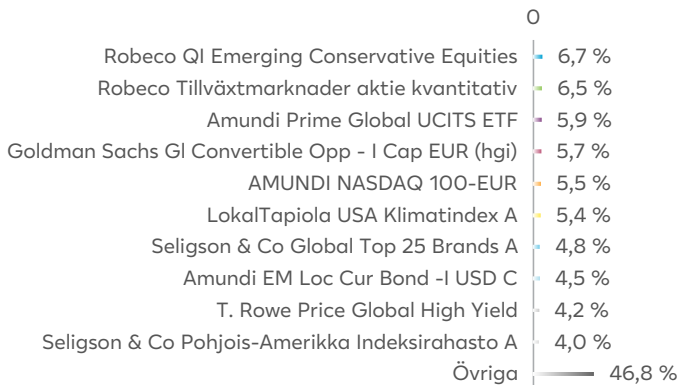 0
Robeco QI Emerging Conservative Equities 6,7 %
Robeco Tillväxtmarknader aktie kvantitativ 6,5 %
Amundi Prime Global UCITS ETF 5,9 %
Goldman Sachs Gl Convertible Opp - I Cap EUR (hgi) 5,7 %
AMUNDI NASDAQ 100-EUR 5,5 %
LokalTapiola USA Klimatindex A 5,4 %
Seligson & Co Global Top 25 Brands A 4,8 %
Amundi EM Loc Cur Bond -I USD C 4,5 %
T. Rowe Price Global High Yield 4,2 %
Seligson & Co Pohjois-Amerikka Indeksirahasto A 4,0 %
Övriga 46,8 %